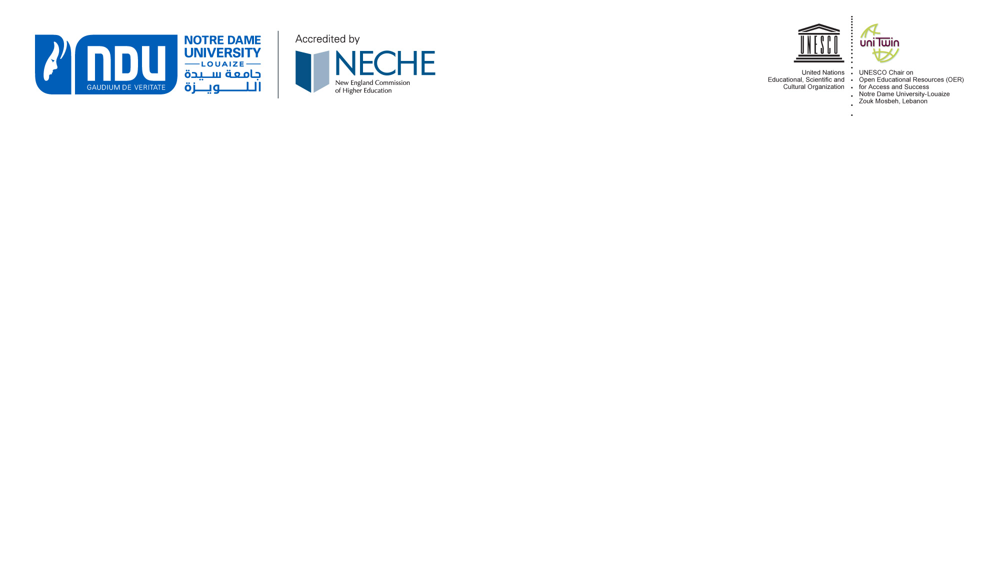 NDU
GAUDIUM DE VERITATE
NOTRE DAME
UNIVERSITY
LOUAIZE
جامعة سيدة
اللويزة
Accredited by
NECHE
New England Commission
of Higher Education
UNESCO
United Nations
Educational, Scientific and
Cultural Organization
uniTwin
UNESCO Chair on
Open Educational Resources (OER)
for Access and Success
Notre Dame University-Louaize
Zouk Mosbeh, Lebanon